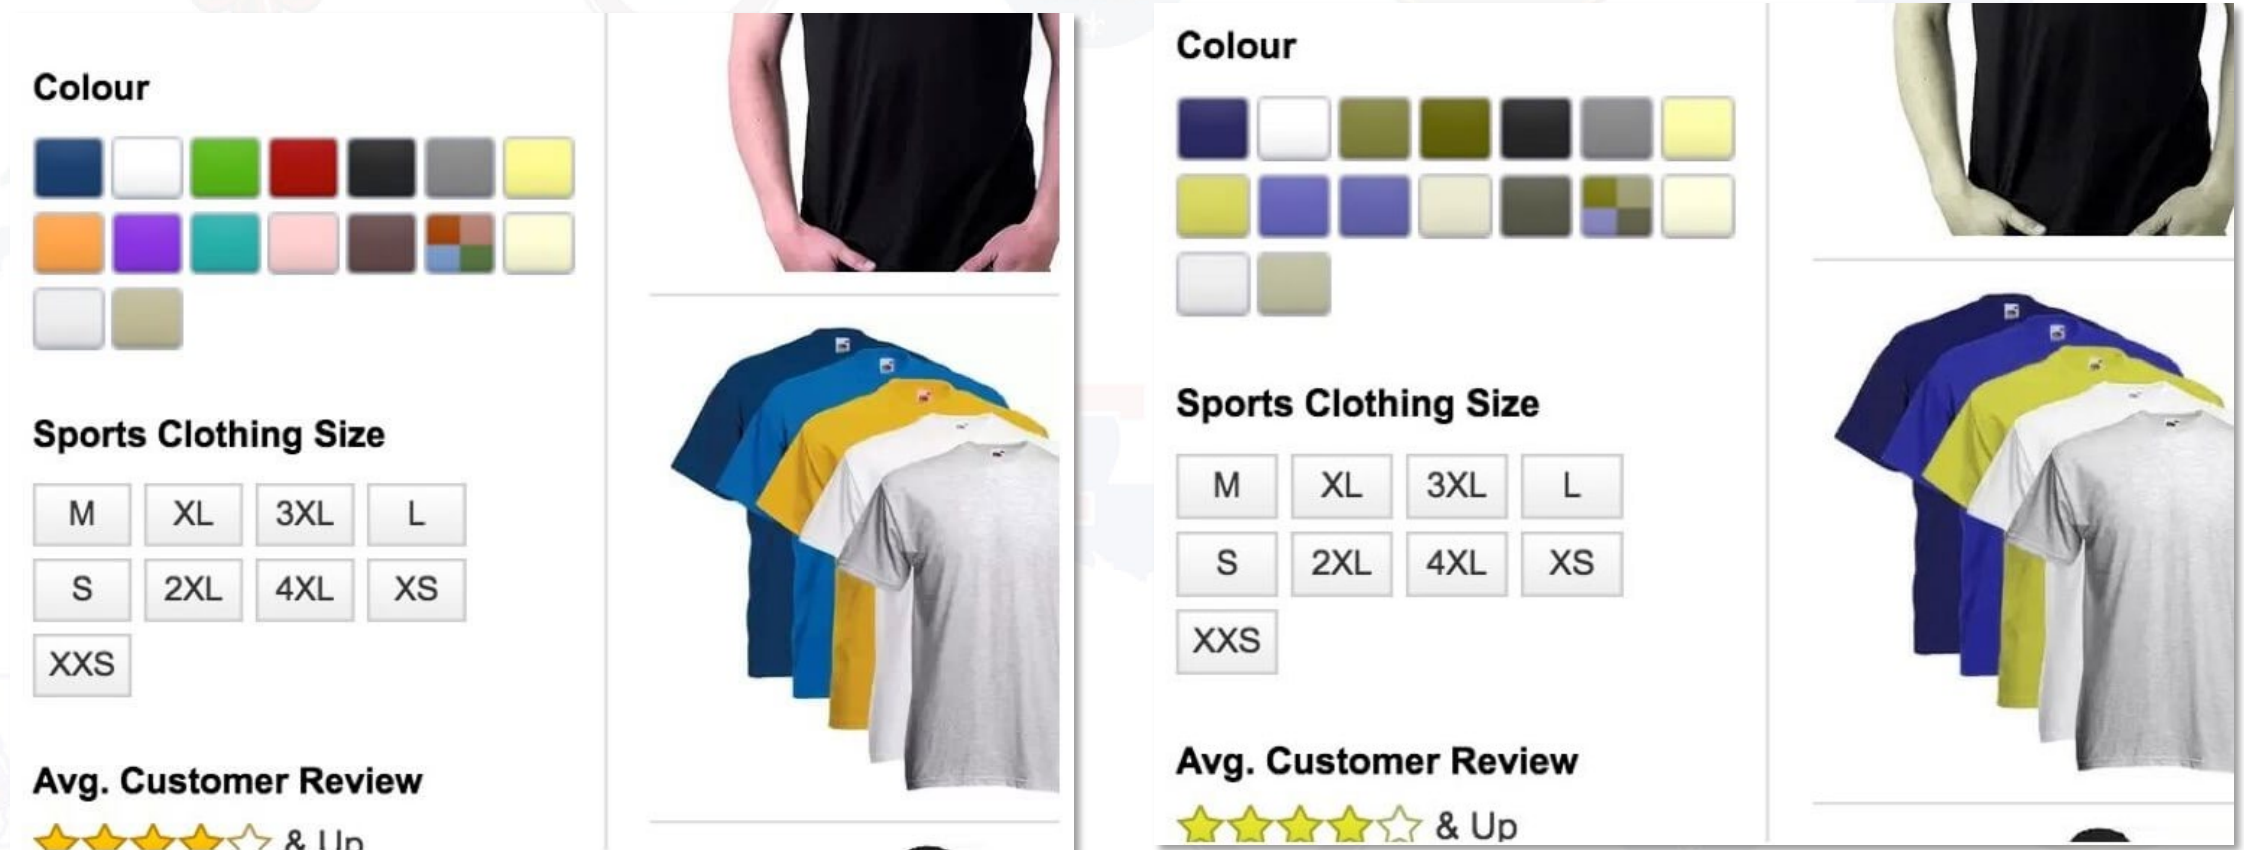 Colour
Sports Clothing Size
M XL 3XL L
S 2XL 4XL XS
XXS
Avg. Customer Review
& Up
Colour
Sports Clothing Size
M XL 3XL L
S 2XL 4XL XS
XXS
Avg. Customer Review
& Up